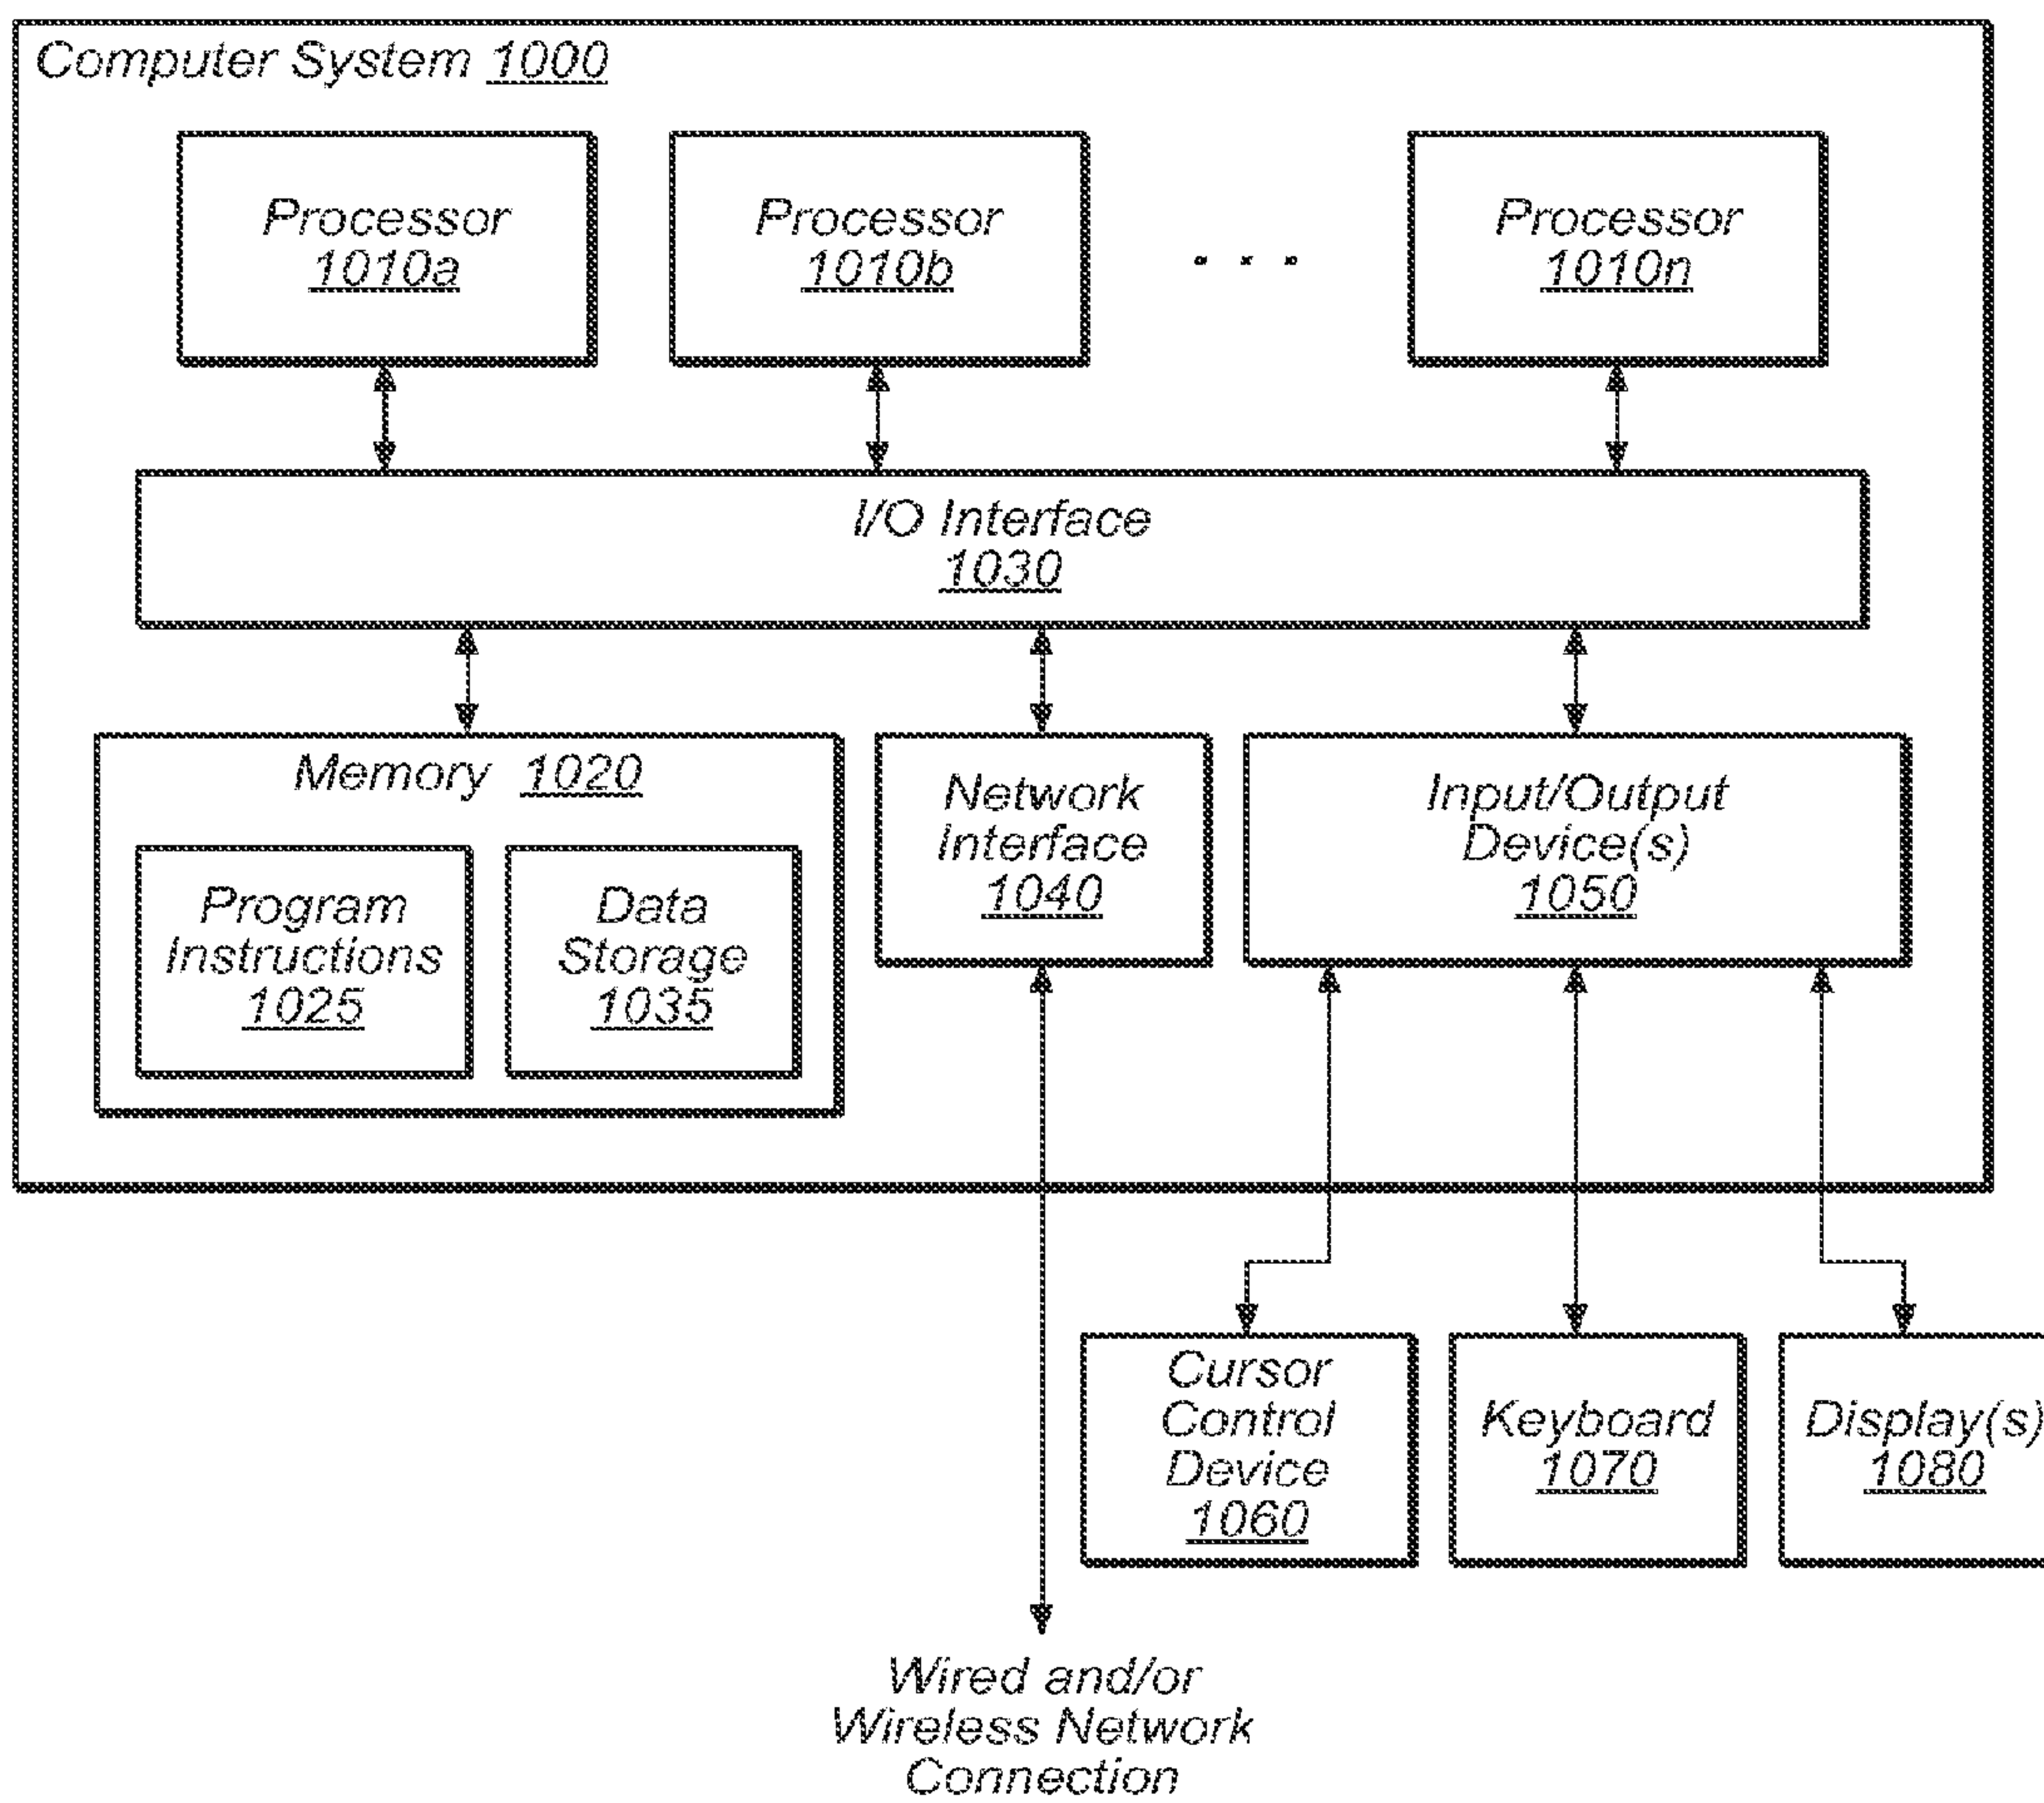 Computer System 1000
Processor
1010a
Processor
1010b
. . .
Processor
1010n
I/O Interface
1030
Memory 1020
Program
Instructions
1025
Data
Storage
1035
Network
Interface
1040
Input/Output
Device(s)
1050
Cursor
Control
Device
1060
Keyboard
1070
Display(s)
1080
Wired and/or
Wireless Network
Connection